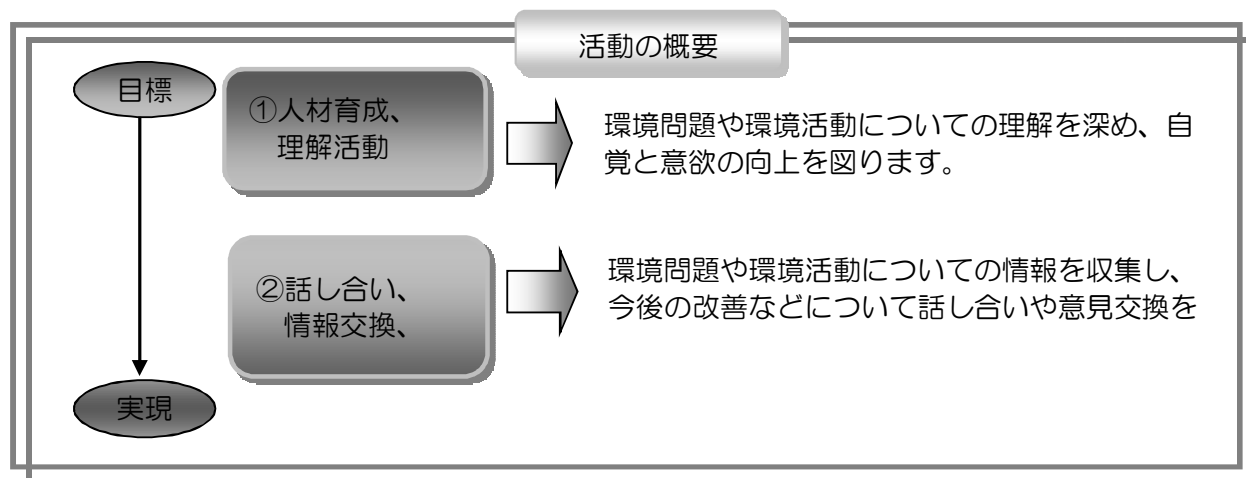 活動の概要
目標
①人材育成、
理解活動
環境問題や環境活動についての理解を深め、自
覚と意欲の向上を図ります。
②話し合い、
情報交換、
環境問題や環境活動についての情報を収集し、
今後の改善などについて話し合いや意見交換を
実現